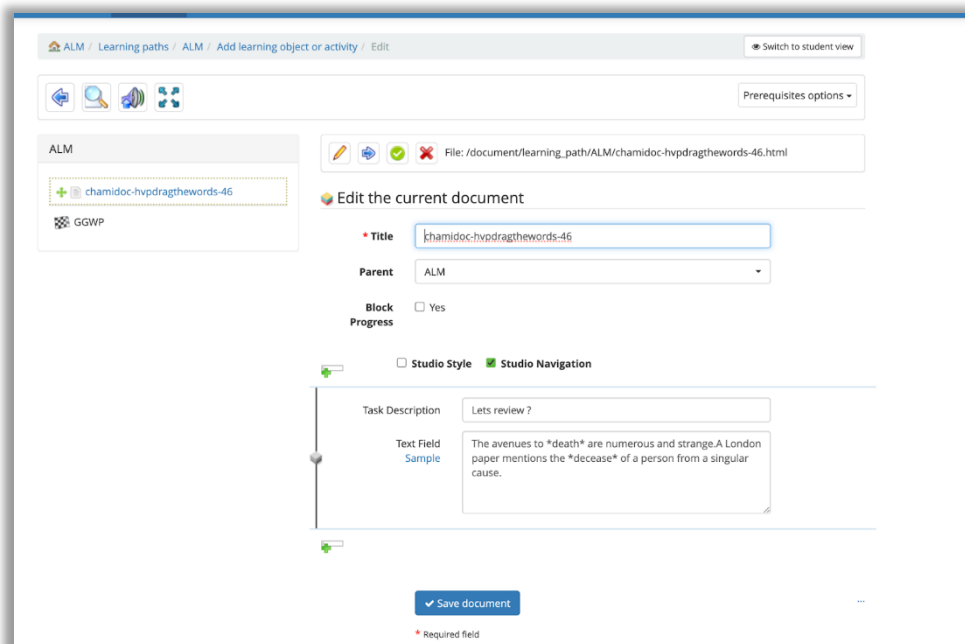 ALM / Learning paths / ALM / Add learning object or activity / Edit
Switch to student view
Prerequisites options
ALM
File: /document/learning_path/ALM/chamidoc-hvpdragthewords-46.html
chamidoc-hvpdragthewords-46
GGWP
Edit the current document
* Title
chamidoc-hvpdragthewords-46
Parent
ALM
Block
Progress
Yes
Studio Style
Studio Navigation
Task Description
Lets review ?
Text Field
Sample
The avenues to *death* are numerous and strange.A London
paper mentions the *decease* of a person from a singular
cause.
Save document
...
* Required field